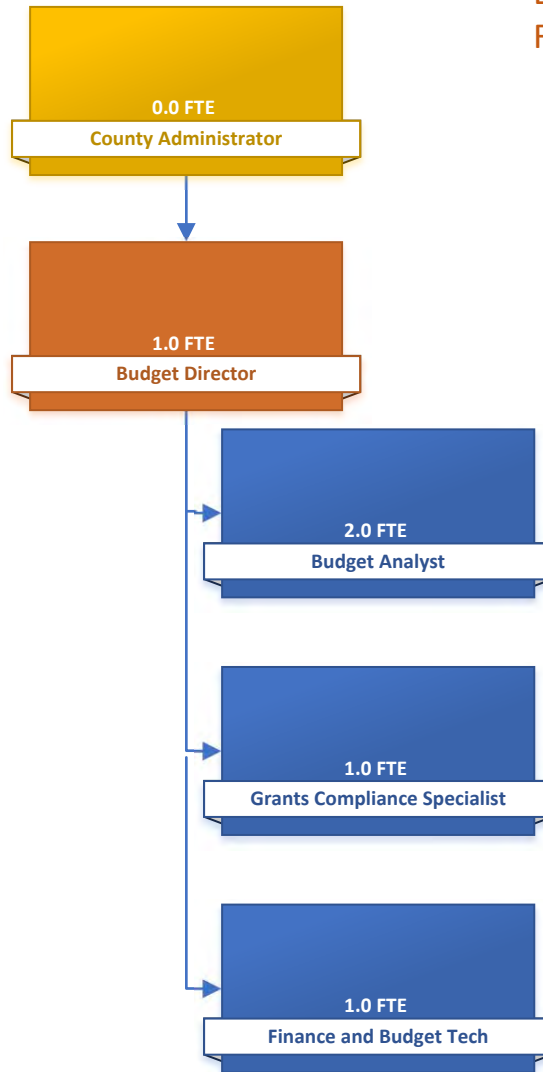 0.0 FTE
County Administrator
1.0 FTE
Budget Director
2.0 FTE
Budget Analyst
1.0 FTE
Grants Compliance Specialist
1.0 FTE
Finance and Budget Tech